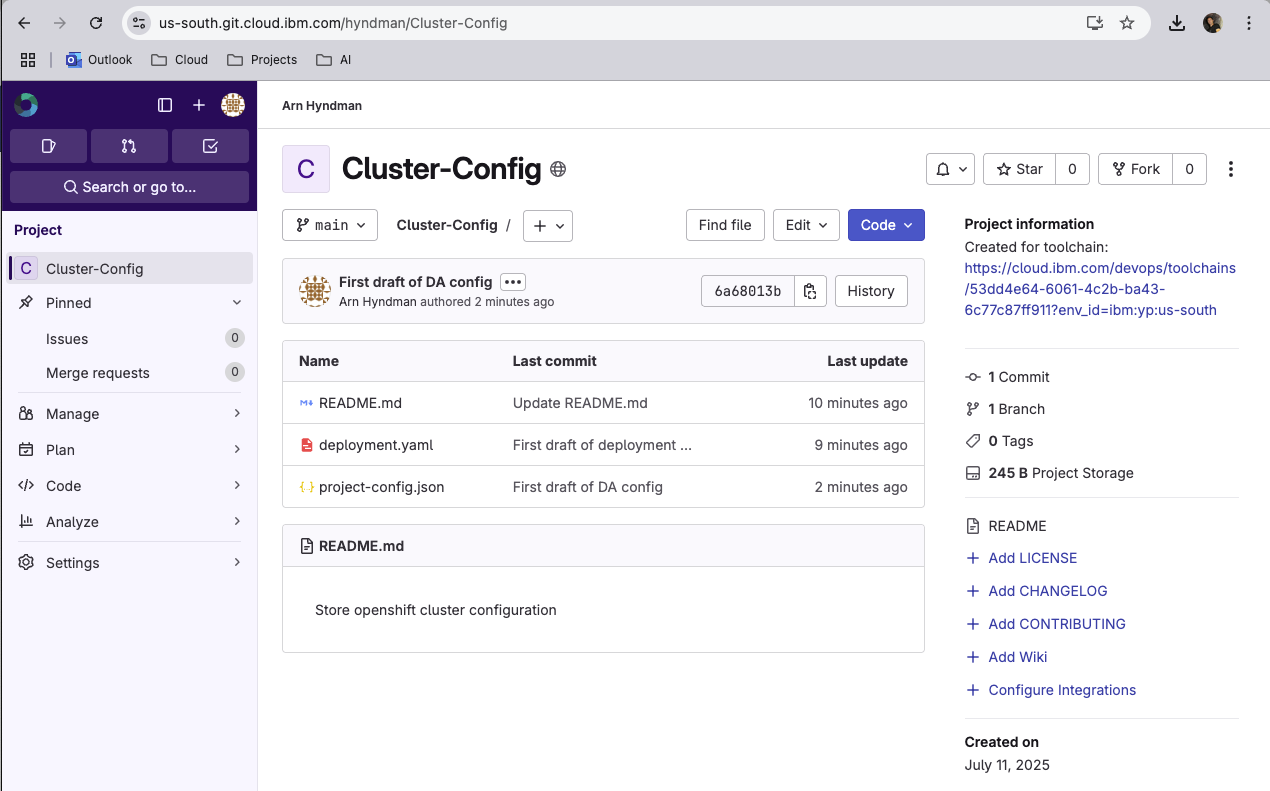 us-south.git.cloud.ibm.com/hyndman/Cluster-Config
Outlook
Cloud
Projects
AI
Search or go to...
Project
C Cluster-Config
Pinned
Issues 0
Merge requests 0
Manage
Plan
Code
Analyze
Settings
Arn Hyndman
C Cluster-Config
Star 0
Fork 0
main
Cluster-Config /
Find file
Edit
Code
First draft of DA config
Arn Hyndman authored 2 minutes ago
6a68013b
History
Name Last commit Last update
README.md Update README.md 10 minutes ago
deployment.yaml First draft of deployment ... 9 minutes ago
project-config.json First draft of DA config 2 minutes ago
README.md
Store openshift cluster configuration
Project information
Created for toolchain:
https://cloud.ibm.com/devops/toolchains
/53dd4e64-6061-4c2b-ba43-
6c77c87ff911?env_id=ibm:yp:us-south
1 Commit
1 Branch
0 Tags
245 B Project Storage
README
Add LICENSE
Add CHANGELOG
Add CONTRIBUTING
Add Wiki
Configure Integrations
Created on
July 11, 2025